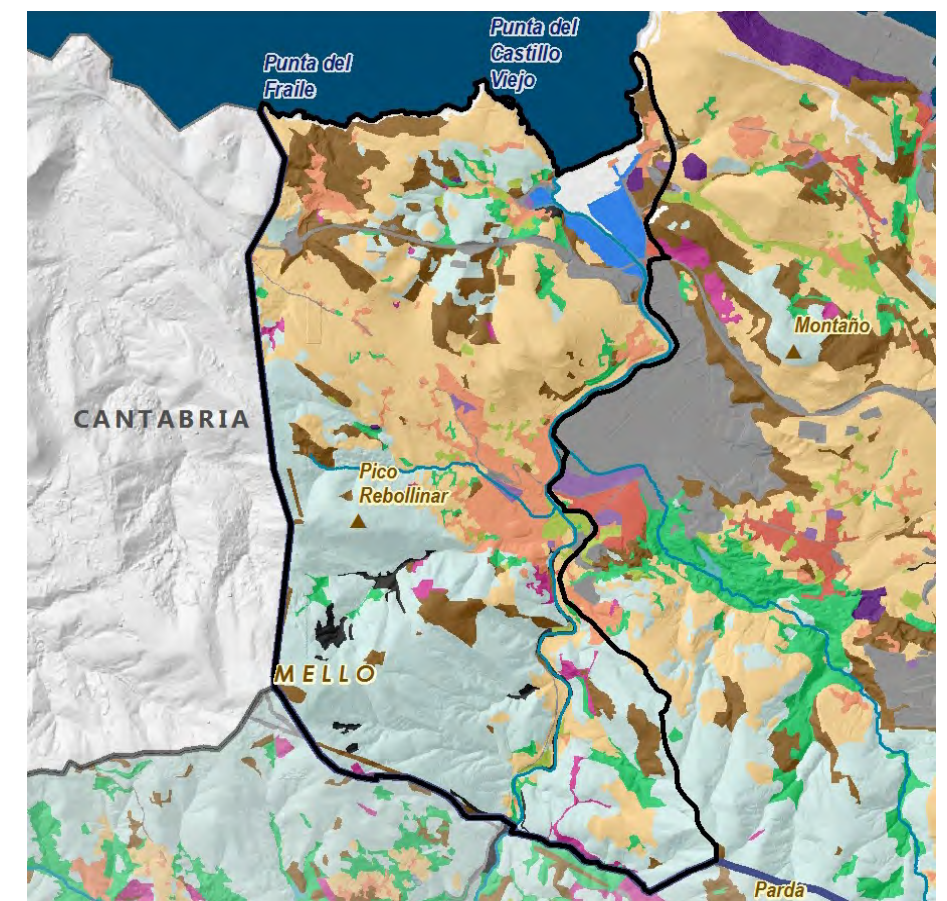 Punta del
Fraile
Punta del
Castillo
Viejo
Montaño
CANTABRIA
Pico
Rebollinar
MELLO
Parda